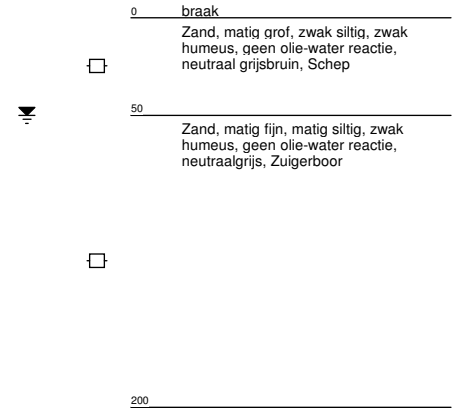 0 braak
Zand, matig grof, zwak siltig, zwak
humeus, geen olie-water reactie,
neutraal grijsbruin, Schep
50
Zand, matig fijn, matig siltig, zwak
humeus, geen olie-water reactie,
neutraalgrijs, Zuigerboor
200